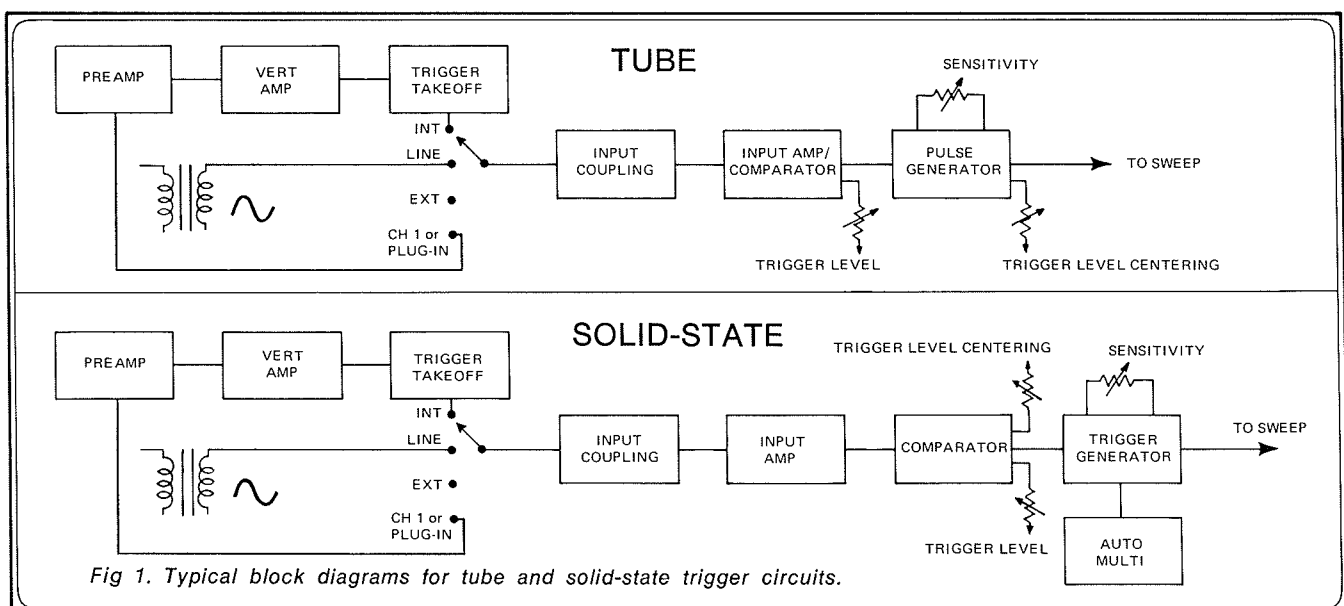 TUBE
PREAMP
VERT
AMP
TRIGGER
TAKEOFF
INT
LINE
EXT
CH 1 or
PLUG-IN
INPUT
COUPLING
INPUT AMP/
COMPARATOR
TRIGGER LEVEL
SENSITIVITY
PULSE
GENERATOR
TRIGGER LEVEL CENTERING
TO SWEEP
SOLID-STATE
PREAMP
VERT
AMP
TRIGGER
TAKEOFF
INT
LINE
EXT
CH 1 or
PLUG-IN
INPUT
COUPLING
INPUT
AMP
TRIGGER LEVEL CENTERING
COMPARATOR
TRIGGER LEVEL
SENSITIVITY
TRIGGER
GENERATOR
AUTO
MULTI
TO SWEEP
Fig 1. Typical block diagrams for tube and solid-state trigger circuits.